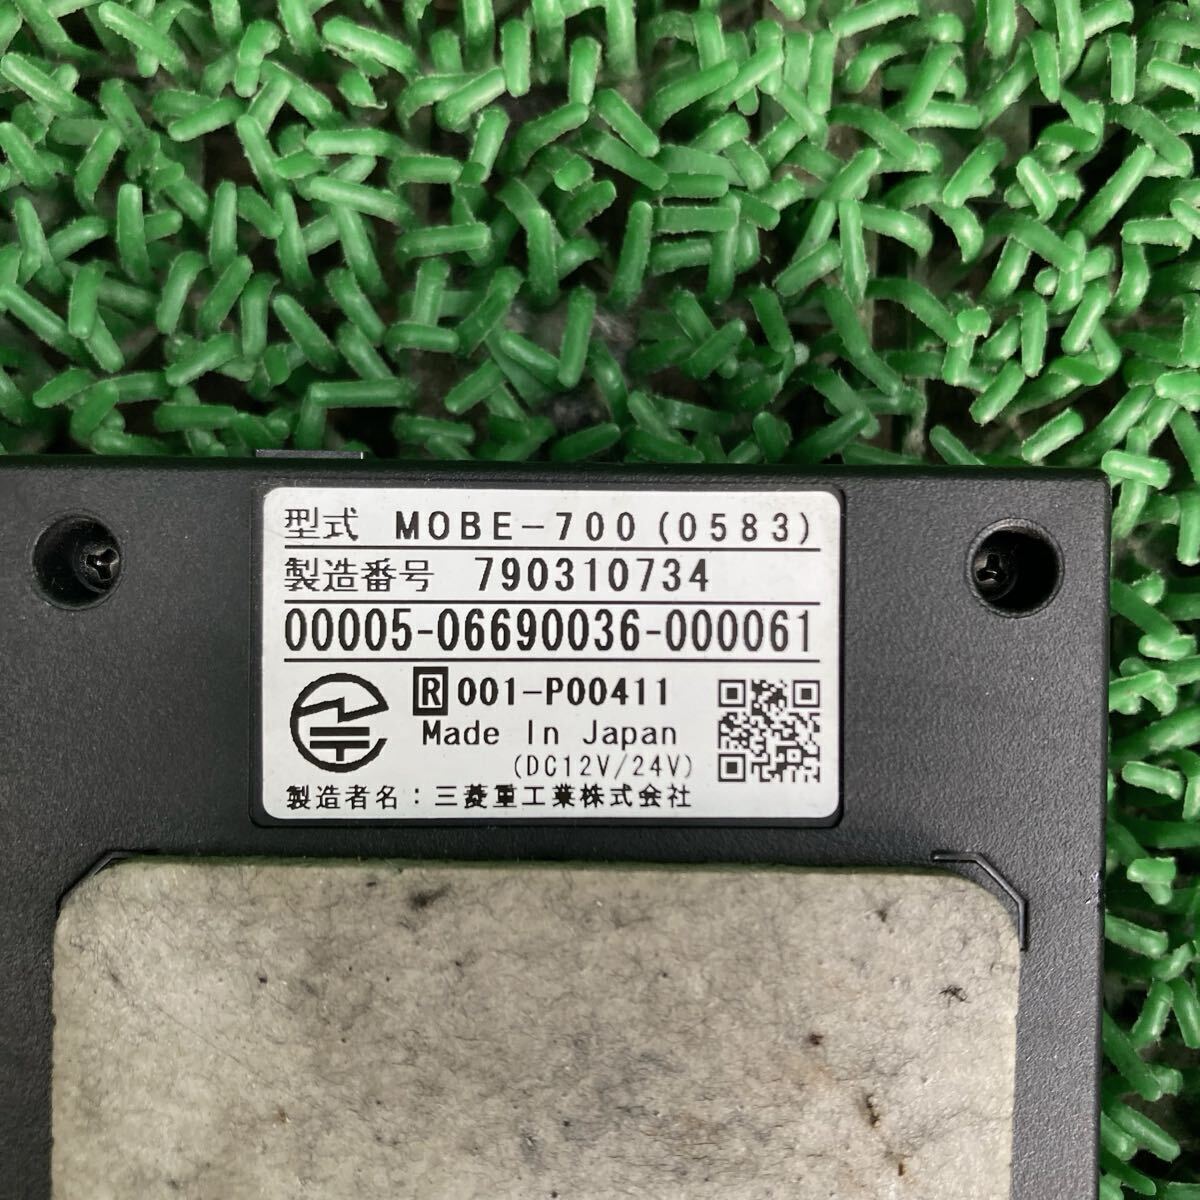 型式 MOBE-700(0583)
製造番号 790310734
00005-06690036-000061
R 001-P00411
Made In Japan
(DC12V/24V)
製造者名：三菱重工業株式会社